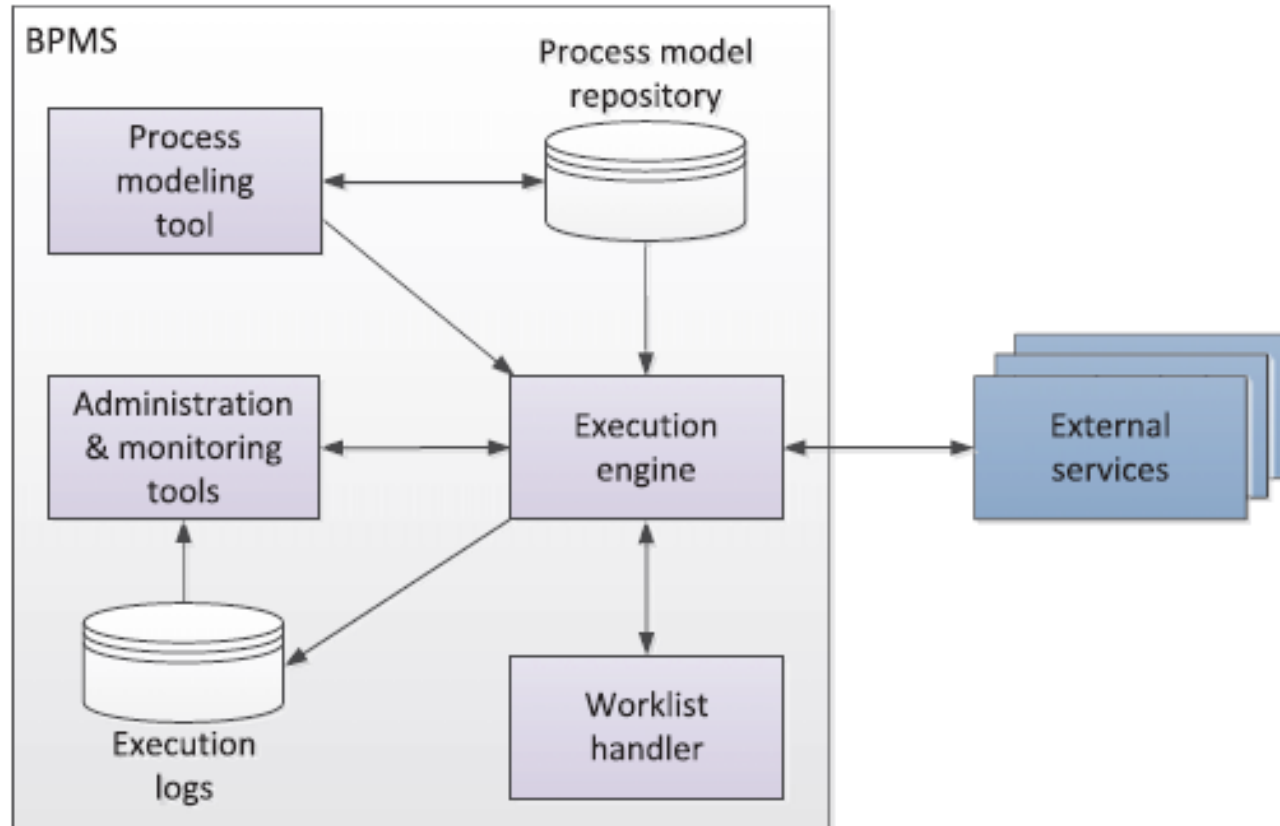 BPMS
Process model
repository
Process
modeling
tool
Administration
& monitoring
tools
Execution
engine
External
services
Execution
logs
Worklist
handler